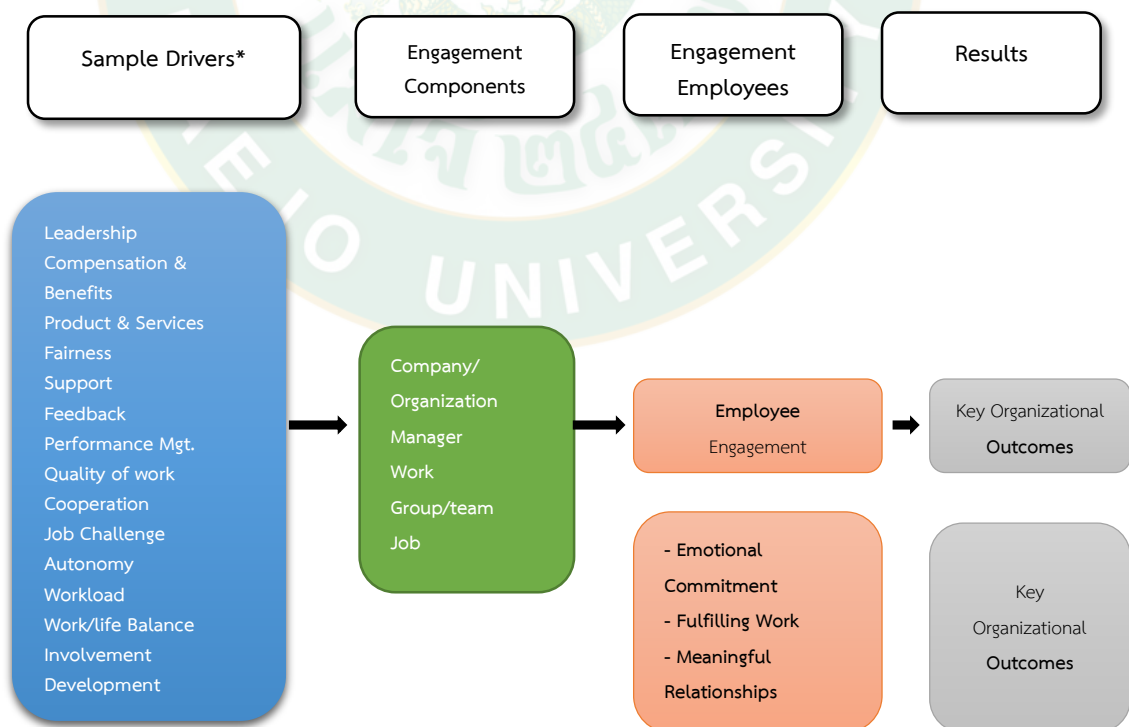 Sample Drivers*
Engagement
Components
Engagement
Employees
Results
Leadership
Compensation &
Benefits
Product & Services
Fairness
Support
Feedback
Performance Mgt.
Quality of work
Cooperation
Job Challenge
Autonomy
Workload
Work/life Balance
Involvement
Development
Company/
Organization
Manager
Work
Group/team
Job
Employee
Engagement
Key Organizational
Outcomes
- Emotional
Commitment
- Fulfilling Work
- Meaningful
Relationships
Key
Organizational
Outcomes
UNIVERSITY